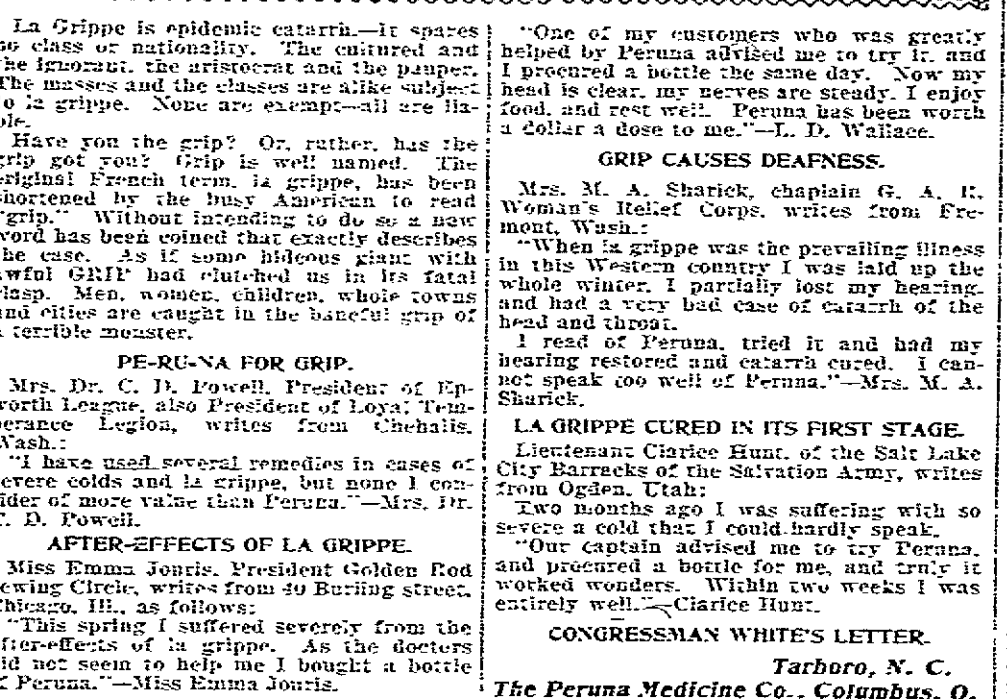 La Grippe is epidemic catarrh.—It spares
no class or nationality. The cultured and
the ignorant, the aristocrat and the pauper.
The masses and the classes are alike subject
to la grippe. None are exempt—all are lia-
ble.
Have you the grip? Or, rather, has the
grip got you? Grip is well named. The
original French term, la grippe, has been
shortened by the busy American to read
"grip." Without intending to do so a new
word has been coined that exactly describes
the case. As if some hideous giant with
awful GRIP had clutched us in its fatal
clasp. Men, women, children, whole towns
and cities are caught in the baneful grip of
a terrible monster.
PE-RU-NA FOR GRIP.
Mrs. Dr. C. D. Powell, President of Ep-
worth League, also President of Loyal Tem-
perance Legion, writes from Chehalis,
Wash.:
"I have used several remedies in cases of
severe colds and la grippe, but none I con-
sider of more value than Peruna."—Mrs. Dr.
C. D. Powell.
AFTER-EFFECTS OF LA GRIPPE.
Miss Emma Jouris, President Golden Rod
Sewing Circle, writes from 40 Burling street,
Chicago, Ill., as follows:
"This spring I suffered severely from the
after-effects of la grippe. As the doctors
did not seem to help me I bought a bottle
of Peruna."—Miss Emma Jouris.
"One of my customers who was greatly
helped by Peruna advised me to try it, and
I procured a bottle the same day. Now my
head is clear, my nerves are steady, I enjoy
food, and rest well. Peruna has been worth
a dollar a dose to me."—L. D. Wallace.
GRIP CAUSES DEAFNESS.
Mrs. M. A. Sharick, chaplain G. A. R.
Woman's Relief Corps, writes from Fre-
mont, Wash.:
"When la grippe was the prevailing illness
in this Western country I was laid up the
whole winter. I partially lost my hearing,
and had a very bad case of catarrh of the
head and throat.
I read of Peruna, tried it and had my
hearing restored and catarrh cured. I can-
not speak too well of Peruna."—Mrs. M. A.
Sharick.
LA GRIPPE CURED IN ITS FIRST STAGE.
Lieutenant Clarice Hunt, of the Salt Lake
City Barracks of the Salvation Army, writes
from Ogden, Utah:
Two months ago I was suffering with so
severe a cold that I could hardly speak.
"Our captain advised me to try Peruna,
and procured a bottle for me, and truly it
worked wonders. Within two weeks I was
entirely well."—Clarice Hunt.
CONGRESSMAN WHITE'S LETTER.
Tarboro, N. C.
The Peruna Medicine Co., Columbus, O.